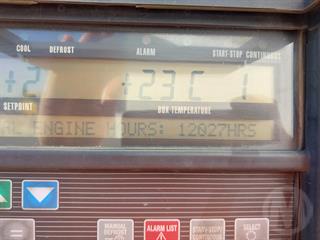 COOL DEFROST ALARM START-STOP CONTINUOUS
+2 +23 C 1
SETPOINT BOX TEMPERATURE
AL ENGINE HOURS: 12027HRS
MANUAL DEFROST ALARM LIST START-STOP/ CONTINUOUS SELECT
=